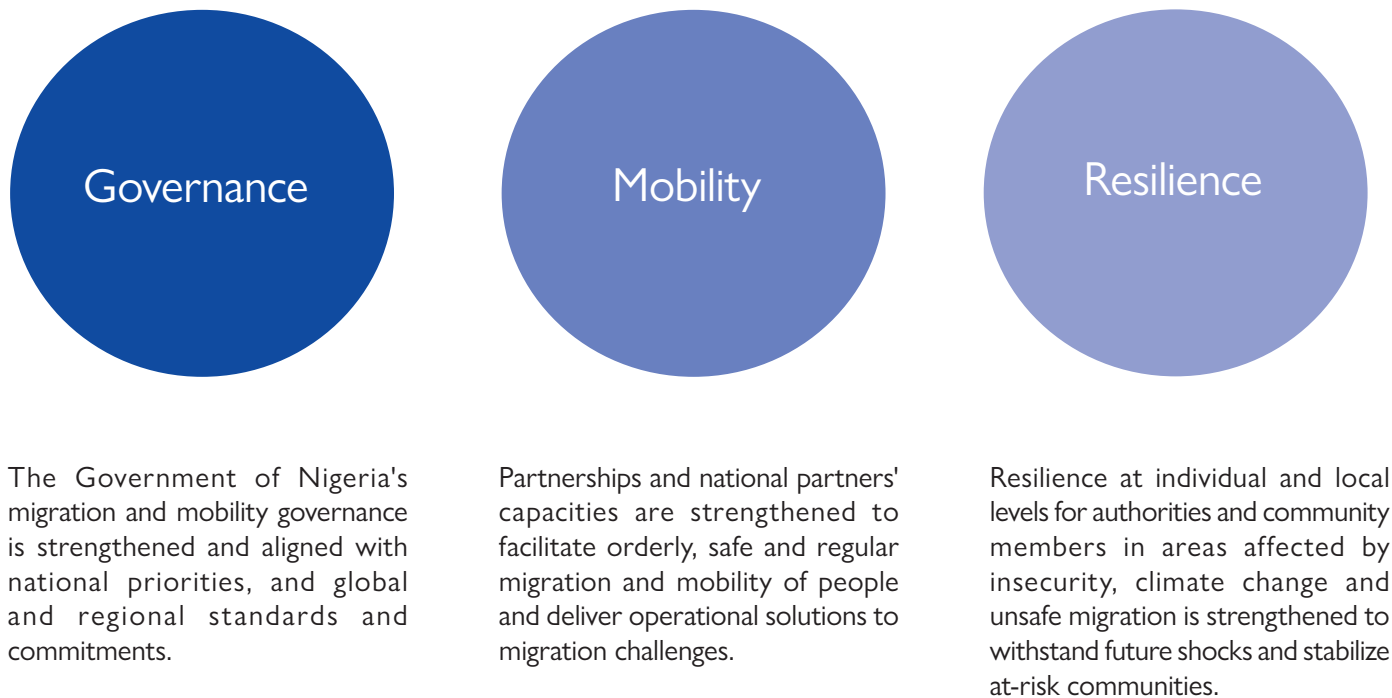 Governance
Mobility
Resilience
The Government of Nigeria's
migration and mobility governance
is strengthened and aligned with
national priorities, and global
and regional standards and
commitments.
Partnerships and national partners'
capacities are strengthened to
facilitate orderly, safe and regular
migration and mobility of people
and deliver operational solutions to
migration challenges.
Resilience at individual and local
levels for authorities and community
members in areas affected by
insecurity, climate change and
unsafe migration is strengthened to
withstand future shocks and stabilize
at-risk communities.